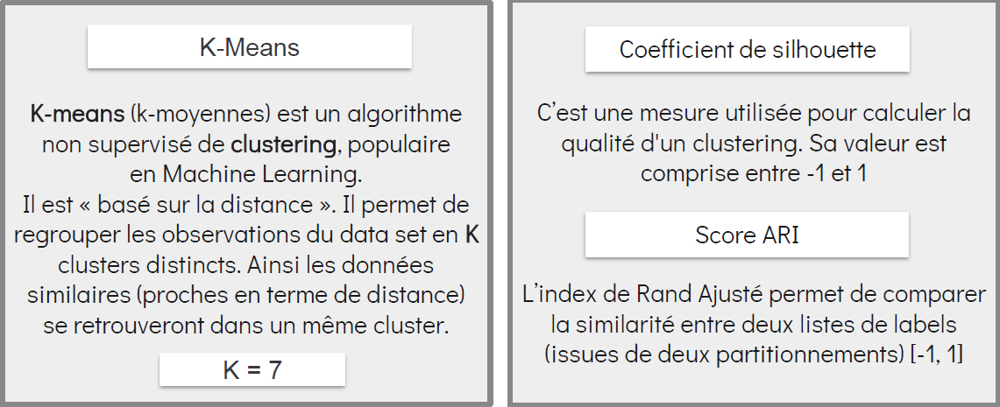 K-Means
K-means (k-moyennes) est un algorithme
non supervisé de clustering, populaire
en Machine Learning.
Il est « basé sur la distance ». Il permet de
regrouper les observations du data set en K
clusters distincts. Ainsi les données
similaires (proches en terme de distance)
se retrouveront dans un même cluster.
K = 7
Coefficient de silhouette
C’est une mesure utilisée pour calculer la
qualité d'un clustering. Sa valeur est
comprise entre -1 et 1
Score ARI
L’index de Rand Ajusté permet de comparer
la similarité entre deux listes de labels
(issues de deux partitionnements) [-1, 1]